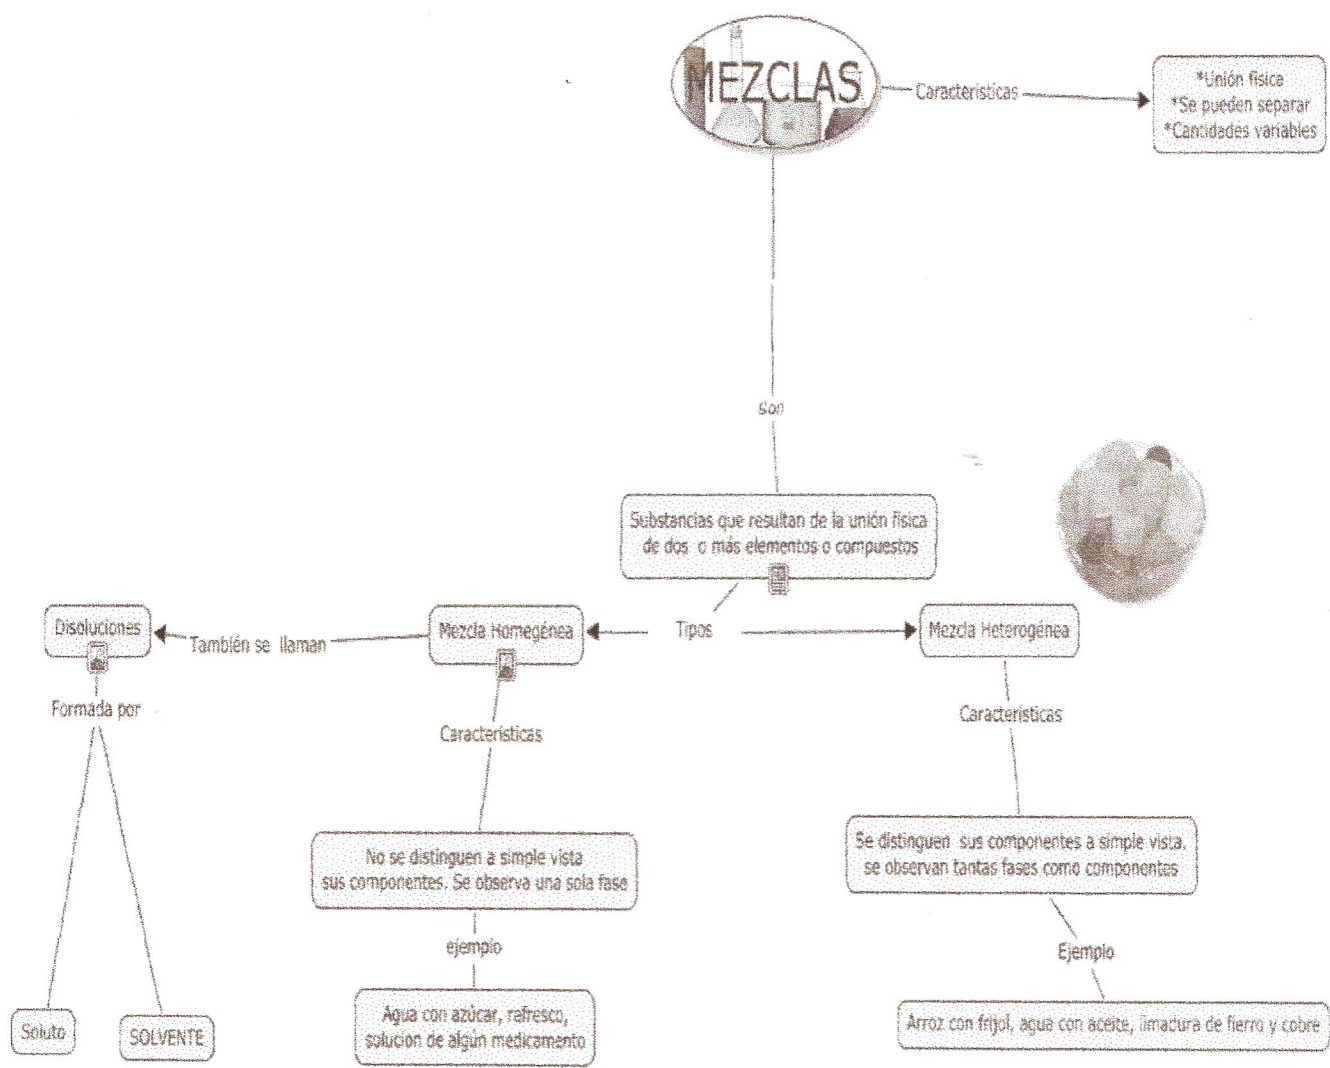 MEZCLAS
Características
*Unión física
*Se pueden separar
*Cantidades variables
son
Substancias que resultan de la unión física
de dos o más elementos o compuestos
Tipos
Disoluciones
También se llaman
Mezcla Homegénea
Mezcla Heterogénea
Formada por
Características
Características
No se distinguen a simple vista
sus componentes. Se observa una sola fase
Se distinguen sus componentes a simple vista.
se observan tantas fases como componentes
ejemplo
Ejemplo
Soluto
SOLVENTE
Agua con azúcar, rafresco,
solución de algún medicamento
Arroz con frijol, agua con aceite, limadura de fierro y cobre